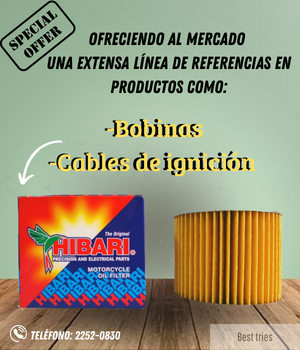 SPECIAL
OFFER
OFRECIENDO AL MERCADO
UNA EXTENSA LÍNEA DE REFERENCIAS EN
PRODUCTOS COMO:
-Bobinas
-Cables de ignición
The Original
HIBARI®
PRECISION AND ELECTRICAL PARTS
MOTORCYCLE
OIL FILTER
TELÉFONO: 2252-0830
Best tries